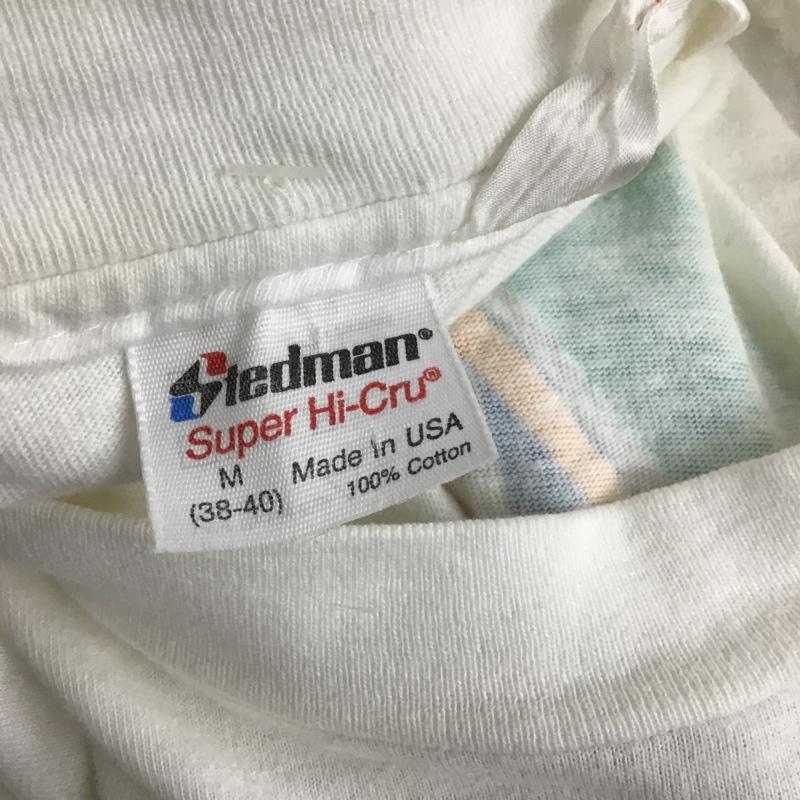 Stedman®
Super Hi-Cru®
M Made In USA
(38-40) 100% Cotton